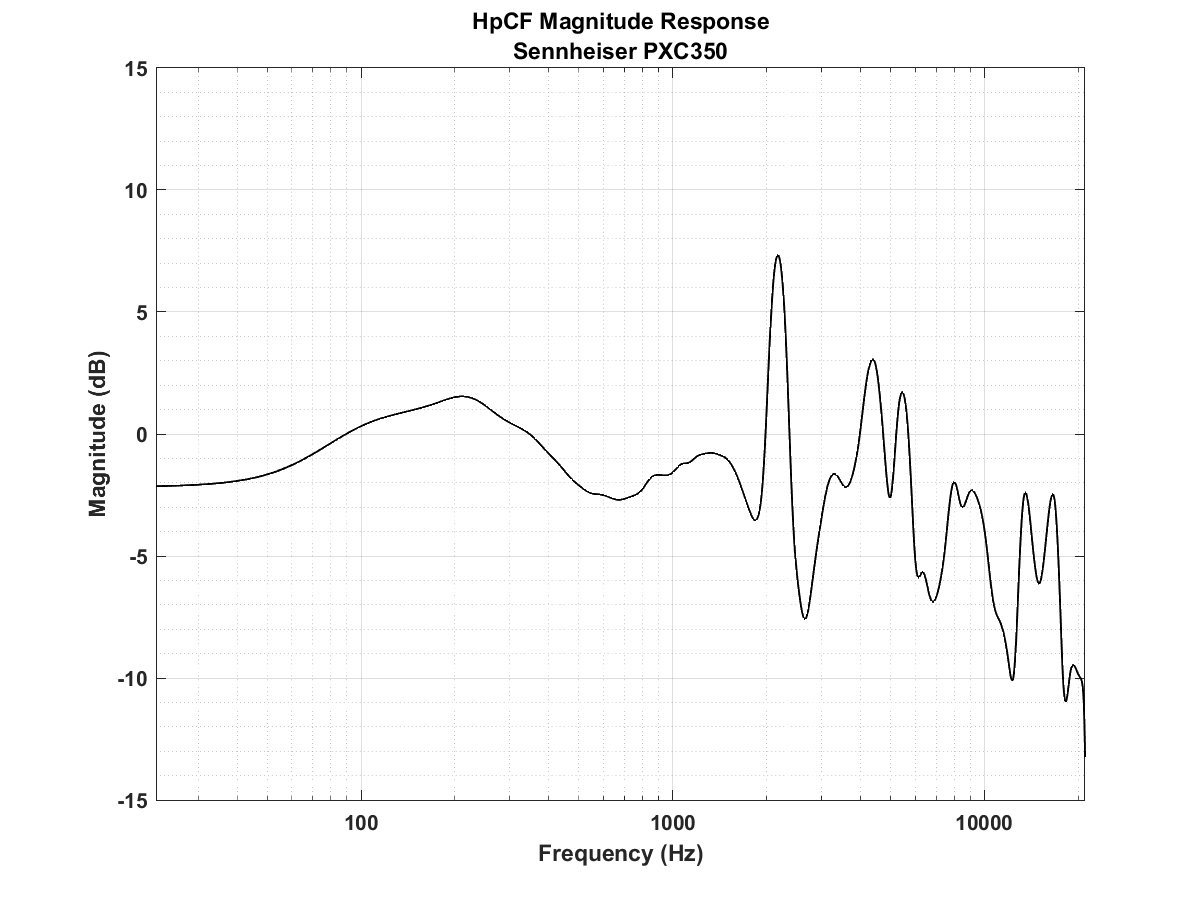 HpCF Magnitude Response
Sennheiser PXC350
15
10
5
0
-5
-10
-15
Magnitude (dB)
100
1000
10000
Frequency (Hz)